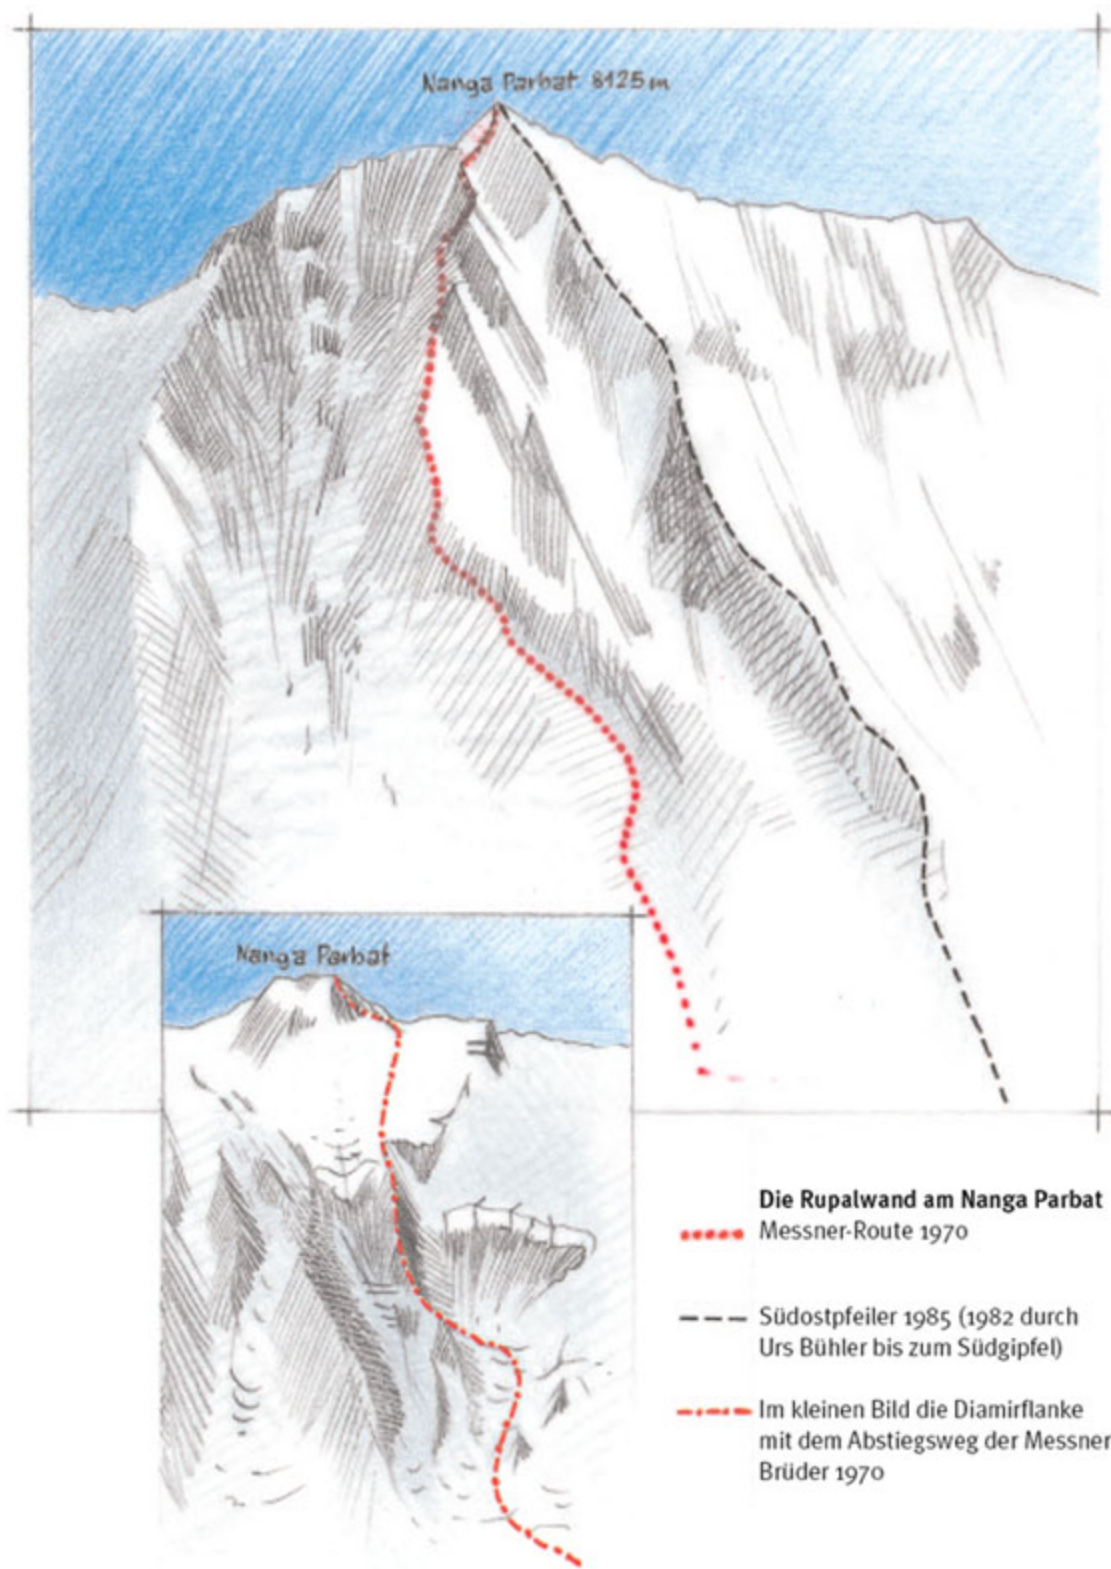 Nanga Parbat 8125 m
Nanga Parbat
Die Rupalwand am Nanga Parbat
Messner-Route 1970
Südostpfeiler 1985 (1982 durch
Urs Bühler bis zum Südgipfel)
Im kleinen Bild die Diamirflanke
mit dem Abstiegsweg der Messner
Brüder 1970